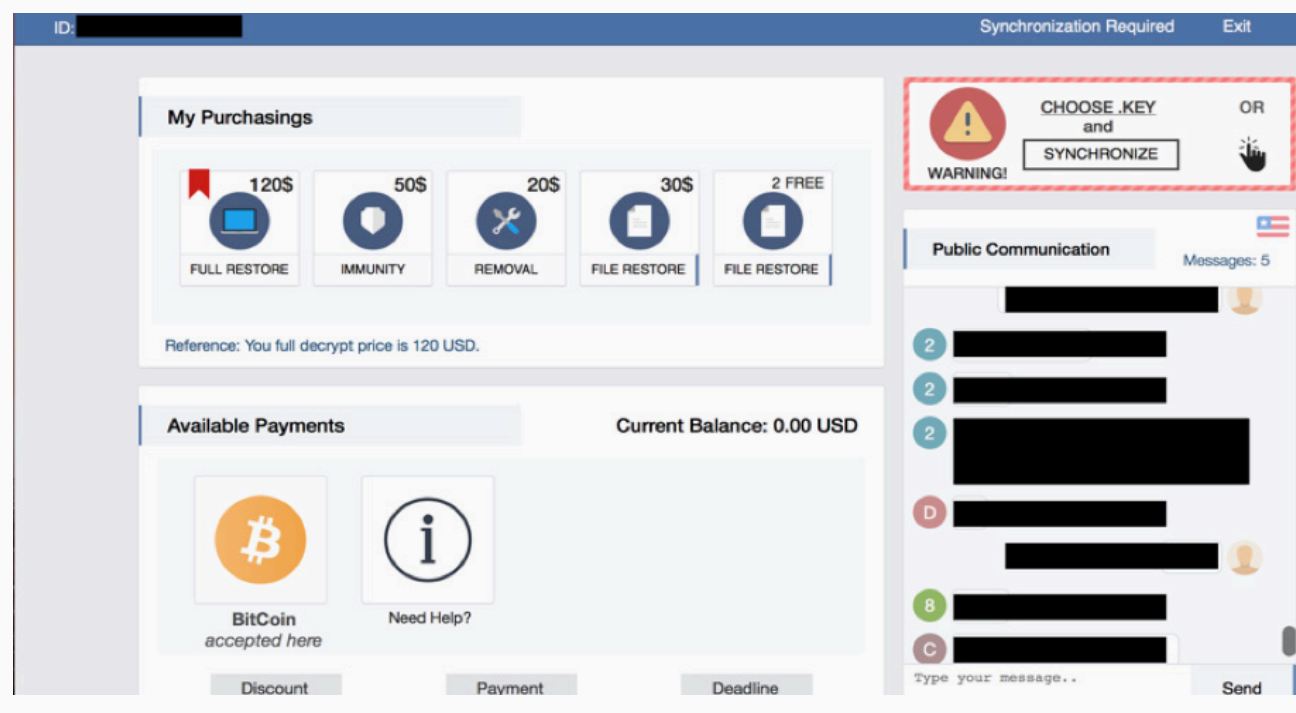 ID:
Synchronization Required
Exit
My Purchasings
120$
FULL RESTORE
50$
IMMUNITY
20$
REMOVAL
30$
FILE RESTORE
2 FREE
FILE RESTORE
Reference: You full decrypt price is 120 USD.
Available Payments
Current Balance: 0.00 USD
BitCoin
accepted here
i
Need Help?
Discount
Payment
Deadline
WARNING!
CHOOSE .KEY
and
SYNCHRONIZE
OR
Public Communication
Messages: 5
2
2
2
D
8
C
Type your message..
Send